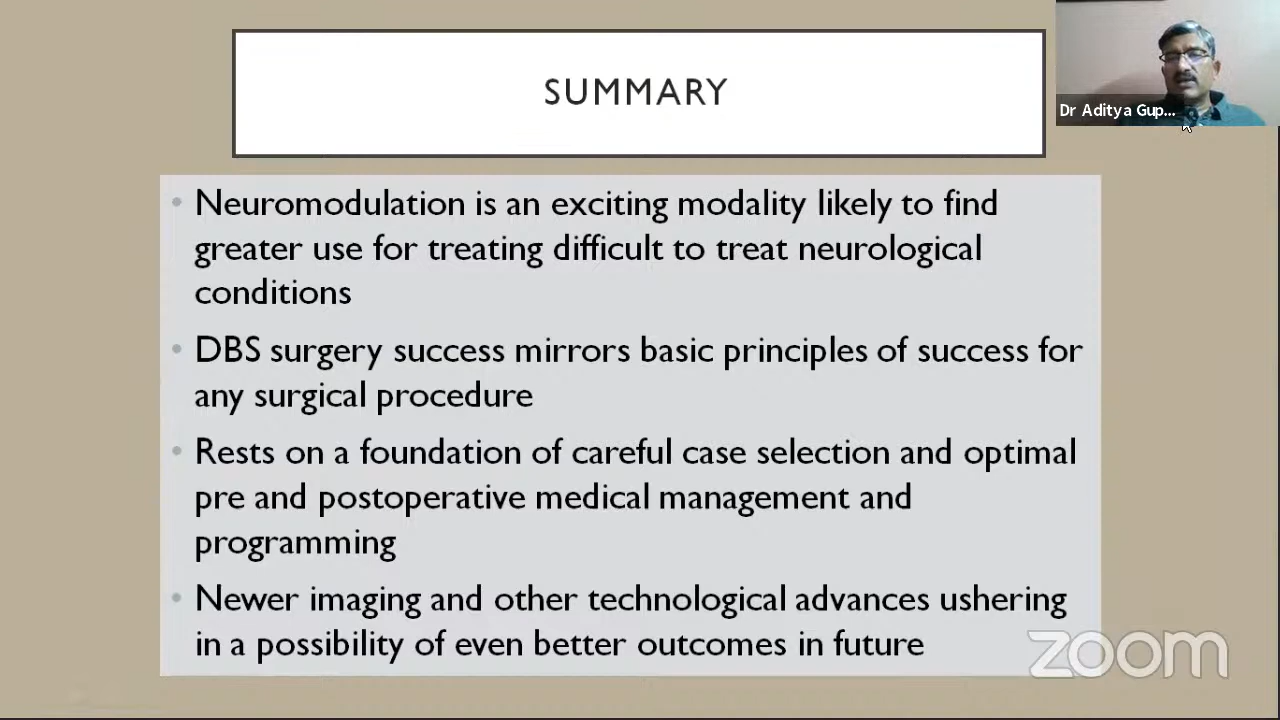 SUMMARY
Dr Aditya Gup...
• Neuromodulation is an exciting modality likely to find
greater use for treating difficult to treat neurological
conditions
• DBS surgery success mirrors basic principles of success for
any surgical procedure
• Rests on a foundation of careful case selection and optimal
pre and postoperative medical management and
programming
• Newer imaging and other technological advances ushering
in a possibility of even better outcomes in future
zoom